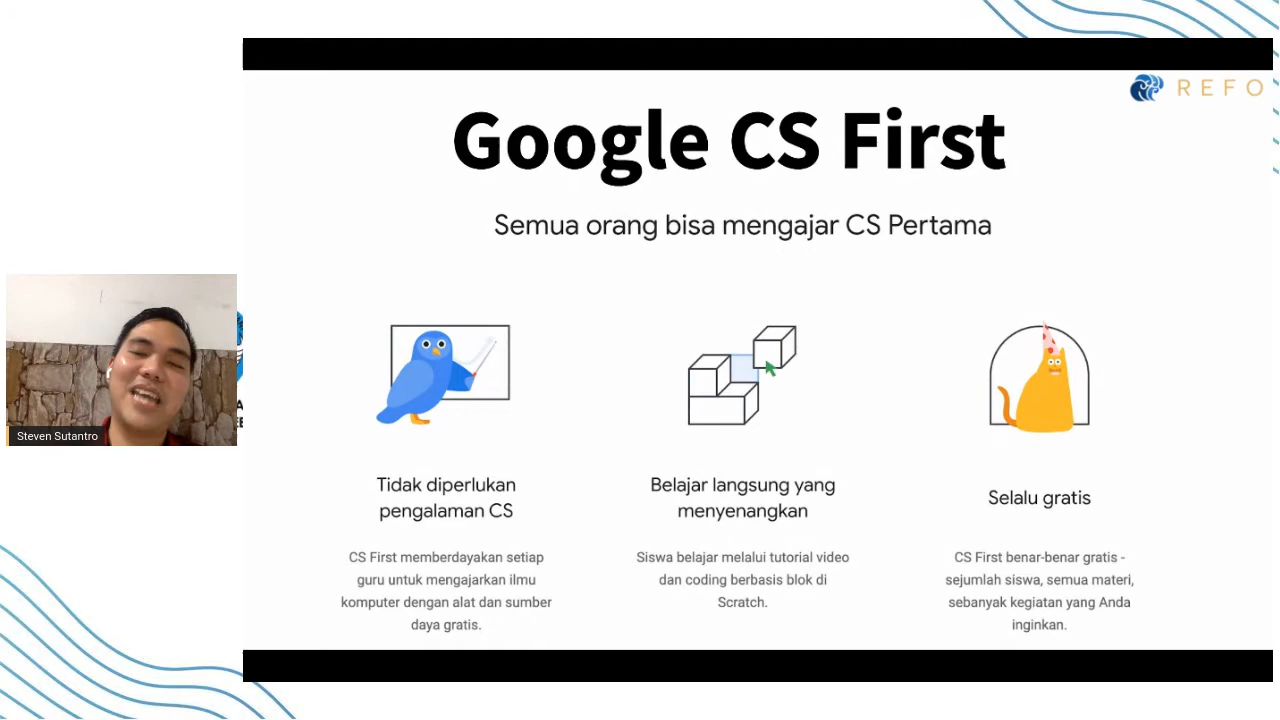 REFO
Google CS First
Semua orang bisa mengajar CS Pertama
Steven Sutantro
Tidak diperlukan
pengalaman CS
CS First memberdayakan setiap
guru untuk mengajarkan ilmu
komputer dengan alat dan sumber
daya gratis.
Belajar langsung yang
menyenangkan
Siswa belajar melalui tutorial video
dan coding berbasis blok di
Scratch.
Selalu gratis
CS First benar-benar gratis -
sejumlah siswa, semua materi,
sebanyak kegiatan yang Anda
inginkan.